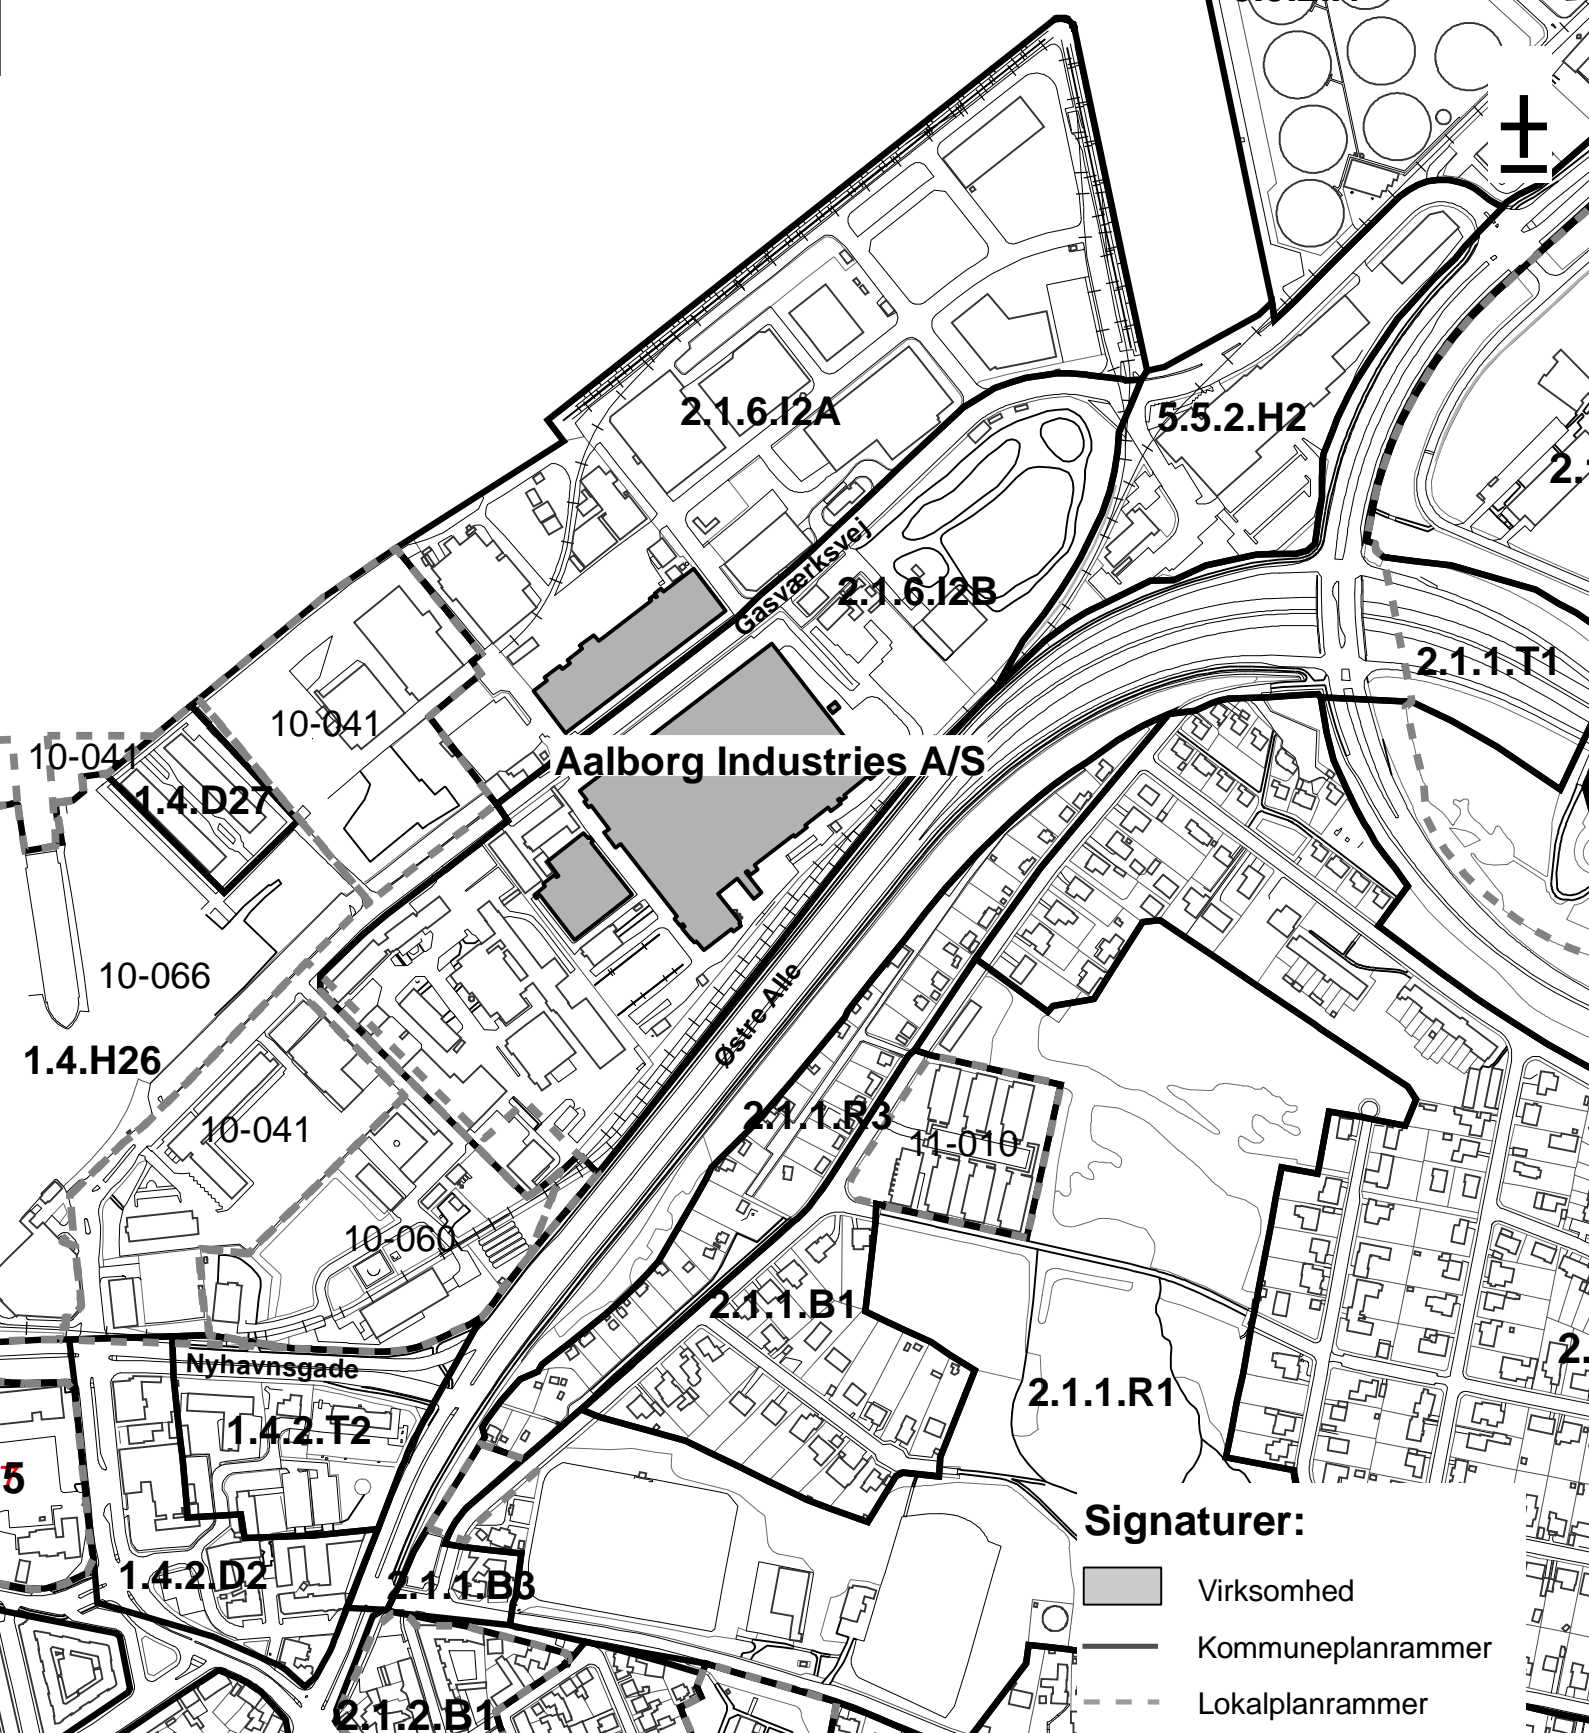 2.1.6.I2A
5.5.2.H2
Gasværksvej
2.1.6.I2B
2.1.1.T1
10-041
10-041
Aalborg Industries A/S
1.4.D27
10-066
Østre Alle
1.4.H26
2.1.1.R3
10-041
11-010
10-060
2.1.1.B1
Nyhavnsgade
2.1.1.R1
1.4.2.T2
5
Signaturer:
1.4.2.D2
2.1.1.B3
Virksomhed
Kommuneplanrammer
Lokalplanrammer
2.1.2.B1